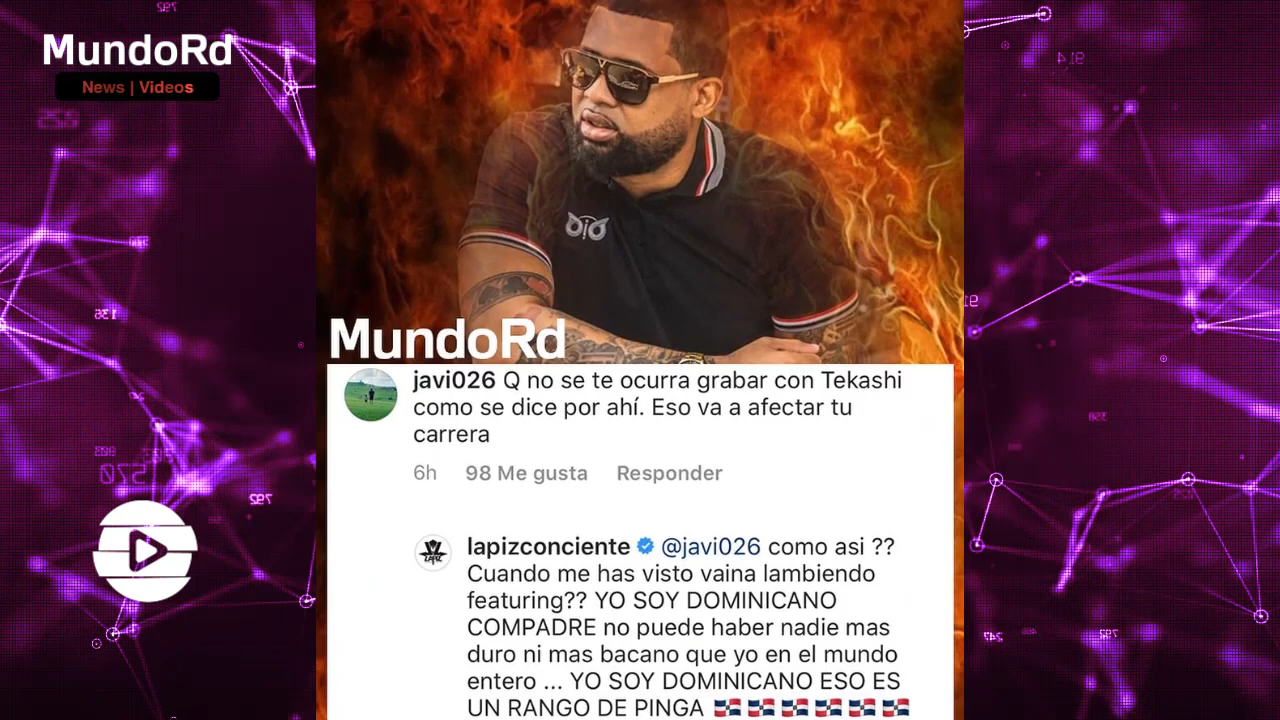 MundoRd
News | Videos
MundoRd
javi026 Q no se te ocurra grabar con Tekashi
como se dice por ahí. Eso va a afectar tu
carrera
6h 98 Me gusta Responder
lapizconciente @javi026 como asi ??
Cuando me has visto vaina lambiendo
featuring?? YO SOY DOMINICANO
COMPADRE no puede haber nadie mas
duro ni mas bacano que yo en el mundo
entero ... YO SOY DOMINICANO ESO ES
UN RANGO DE PINGA 🇩🇴 🇩🇴 🇩🇴 🇩🇴 🇩🇴 🇩🇴